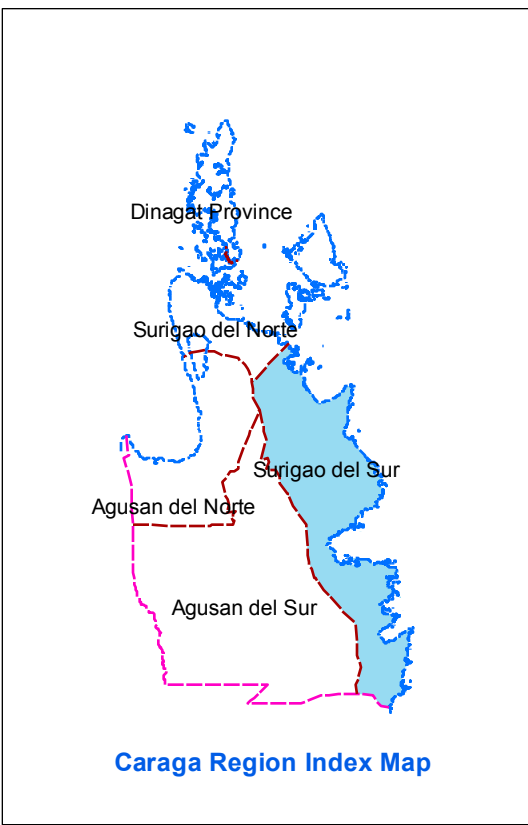 Dinagat Province
Surigao del Norte
Surigao del Sur
Agusan del Norte
Agusan del Sur
Caraga Region Index Map